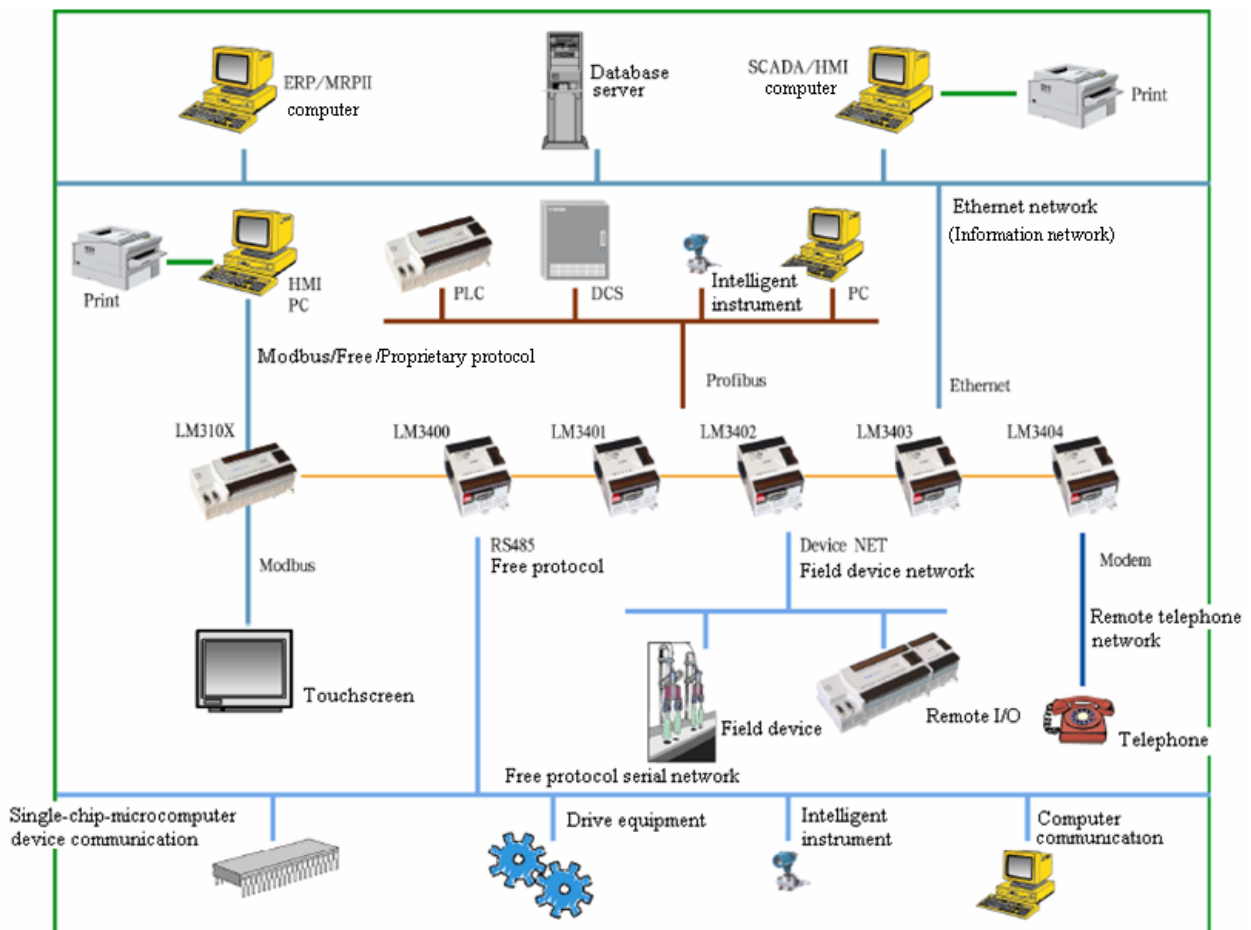 ERP/MRPII
computer
Database
server
SCADA/HMI
computer
Print
Ethernet network
(Information network)
Print
HMI
PC
PLC
DCS
Intelligent
instrument
PC
Modbus/Free/Proprietary protocol
Profibus
Ethernet
LM310X
LM3400
LM3401
LM3402
LM3403
LM3404
Modbus
RS485
Free protocol
Device NET
Field device network
Modem
Remote telephone
network
Touchscreen
Field device
Remote I/O
Telephone
Free protocol serial network
Single-chip-microcomputer
device communication
Drive equipment
Intelligent
instrument
Computer
communication